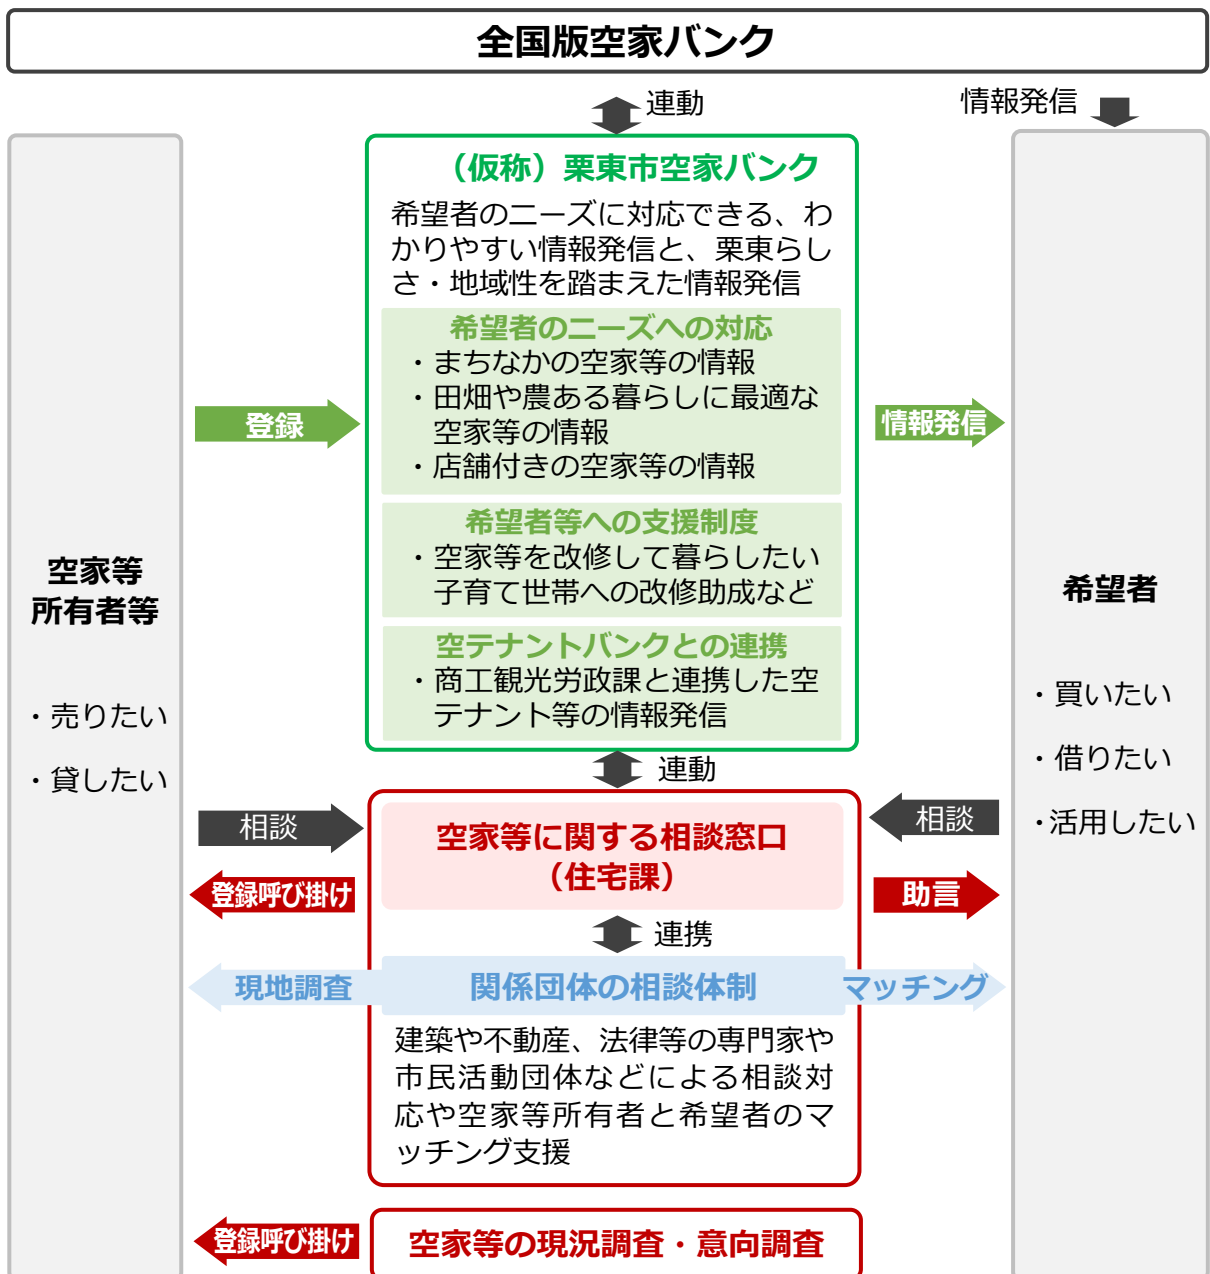 全国版空家バンク
連動
情報発信
（仮称）栗東市空家バンク
希望者のニーズに対応できる、わ
かりやすい情報発信と、栗東らし
さ・地域性を踏まえた情報発信
希望者のニーズへの対応
・まちなかの空家等の情報
・田畑や農ある暮らしに最適な
空家等の情報
・店舗付きの空家等の情報
登録
情報発信
希望者等への支援制度
・空家等を改修して暮らしたい
子育て世帯への改修助成など
空テナントバンクとの連携
・商工観光労政課と連携した空
テナント等の情報発信
空家等
所有者等
・売りたい
・貸したい
希望者
・買いたい
・借りたい
・活用したい
連動
相談
空家等に関する相談窓口
（住宅課）
相談
登録呼び掛け
助言
連携
現地調査
関係団体の相談体制
マッチング
建築や不動産、法律等の専門家や
市民活動団体などによる相談対
応や空家等所有者と希望者のマ
ッチング支援
登録呼び掛け
空家等の現況調査・意向調査